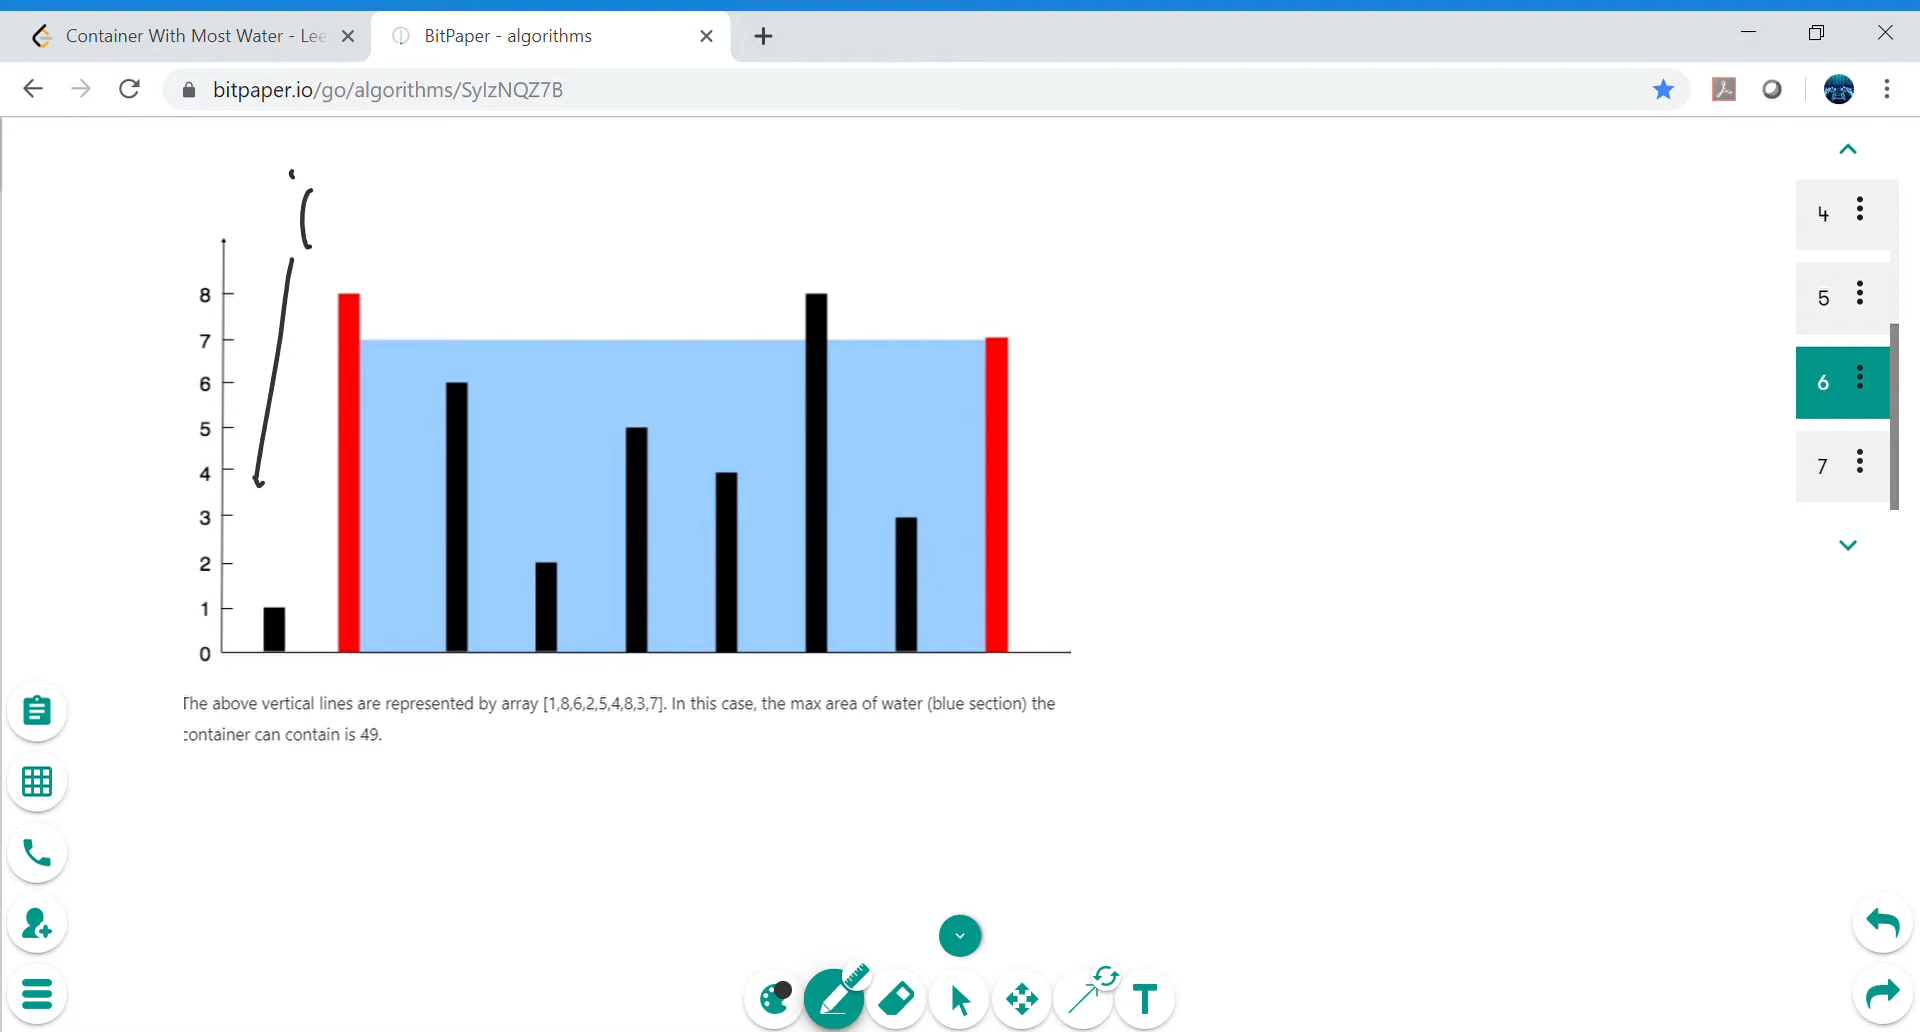 Container With Most Water - Lee
BitPaper - algorithms
bitpaper.io/go/algorithms/SyIzNQZ7B
4
5
6
7
8
7
6
5
4
3
2
1
0
The above vertical lines are represented by array [1,8,6,2,5,4,8,3,7]. In this case, the max area of water (blue section) the
container can contain is 49.
T